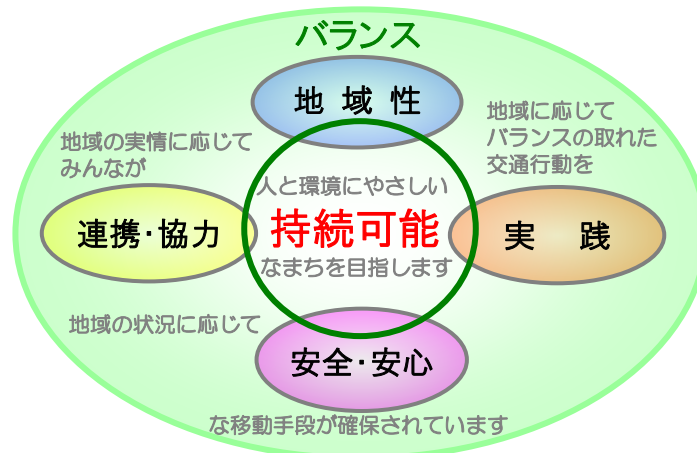 バランス
地 域 性
地域に応じて
バランスの取れた
交通行動を
実 践
地域の実情に応じて
みんなが
連携・協力
人と環境にやさしい
持続可能
なまちを目指します
地域の状況に応じて
安全・安心
な移動手段が確保されています